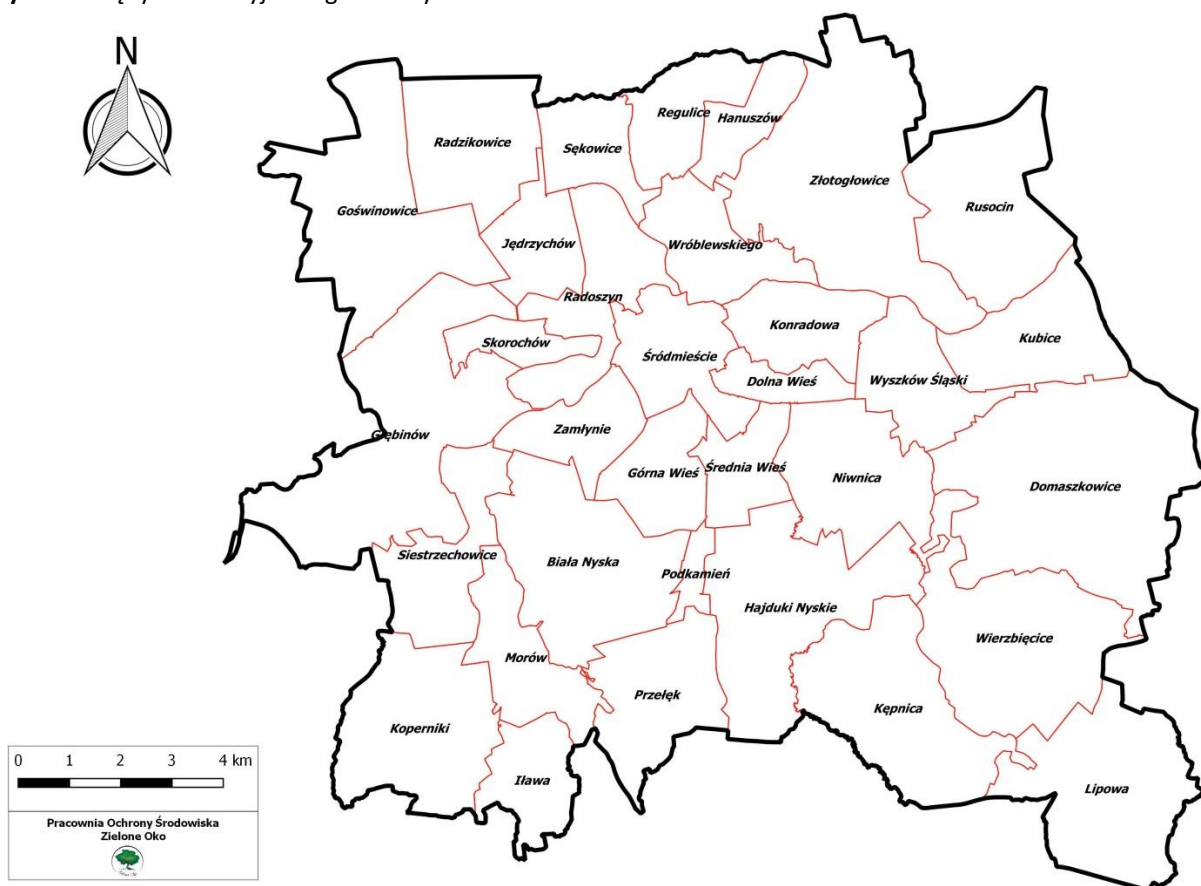 N
Regulice
Hanuszów
Radzikowice
Sękowice
Złotogłowice
Rusocin
Goświnowice
Jędrzychów
Wróblewskiego
Radoszyn
Konradowa
Kubice
Skorochów
Śródmieście
Dolna Wieś
Wyszków Śląski
Głębinów
Zamłynie
Górna Wieś
Średnia Wieś
Niwnica
Domaszkowice
Siestrzechowice
Biała Nyska
Podkamień
Hajduki Nyskie
Wierzbięcice
Morów
Przełęk
Kępnica
Koperniki
Iława
Lipowa
0 1 2 3 4 km
Pracownia Ochrony Środowiska
Zielone Oko